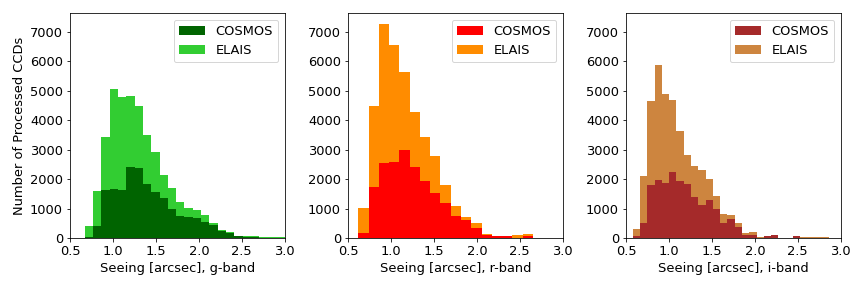 Number of Processed CCDs
7000
6000
5000
4000
3000
2000
1000
0
COSMOS
ELAIS
0.5 1.0 1.5 2.0 2.5 3.0
Seeing [arcsec], g-band
7000
6000
5000
4000
3000
2000
1000
0
COSMOS
ELAIS
0.5 1.0 1.5 2.0 2.5 3.0
Seeing [arcsec], r-band
7000
6000
5000
4000
3000
2000
1000
0
COSMOS
ELAIS
0.5 1.0 1.5 2.0 2.5 3.0
Seeing [arcsec], i-band